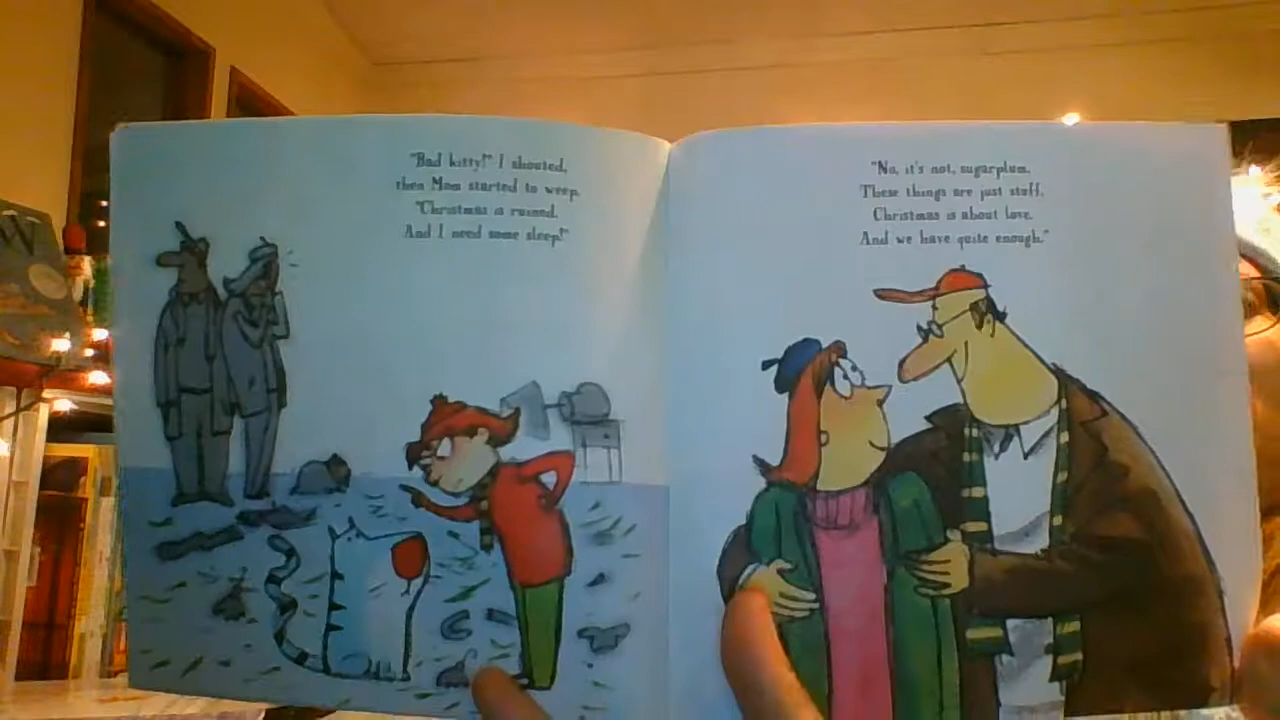 "Bad kitty!" I shouted,
then Mom started to weep.
"Christmas is ruined.
And I need some sleep!"
"No, it's not, sugarplum.
These things are just stuff.
Christmas is about love.
And we have quite enough."
W